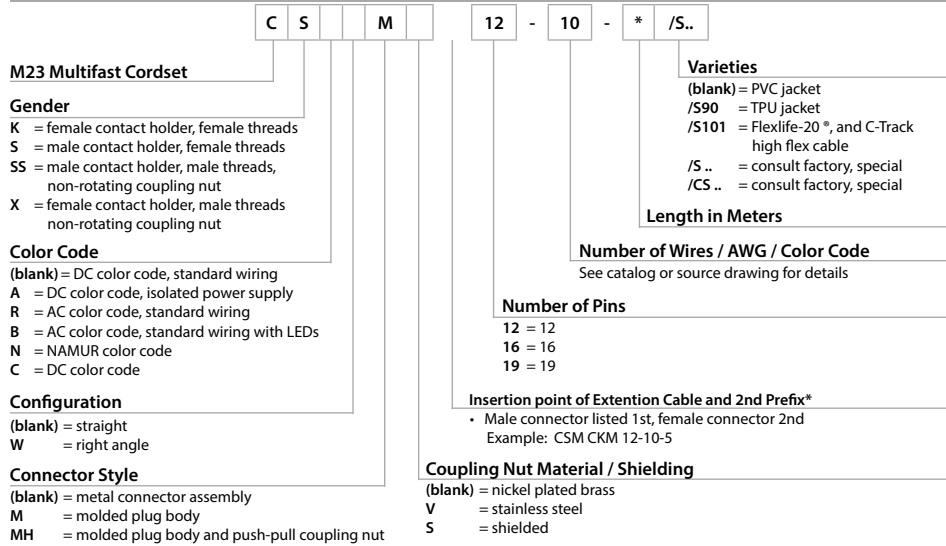 C S M 12 - 10 - * /S..
M23 Multifast Cordset
Gender
K = female contact holder, female threads
S = male contact holder, female threads
SS = male contact holder, male threads,
non-rotating coupling nut
X = female contact holder, male threads
non-rotating coupling nut
Color Code
(blank) = DC color code, standard wiring
A = DC color code, isolated power supply
R = AC color code, standard wiring
B = AC color code, standard wiring with LEDs
N = NAMUR color code
C = DC color code
Configuration
(blank) = straight
W = right angle
Connector Style
(blank) = metal connector assembly
M = molded plug body
MH = molded plug body and push-pull coupling nut
Varieties
(blank) = PVC jacket
/S90 = TPU jacket
/S101 = Flexlife-20 ®, and C-Track
high flex cable
/S .. = consult factory, special
/CS .. = consult factory, special
Length in Meters
Number of Wires / AWG / Color Code
See catalog or source drawing for details
Number of Pins
12 = 12
16 = 16
19 = 19
Insertion point of Extention Cable and 2nd Prefix*
• Male connector listed 1st, female connector 2nd
Example: CSM CKM 12-10-5
Coupling Nut Material / Shielding
(blank) = nickel plated brass
V = stainless steel
S = shielded